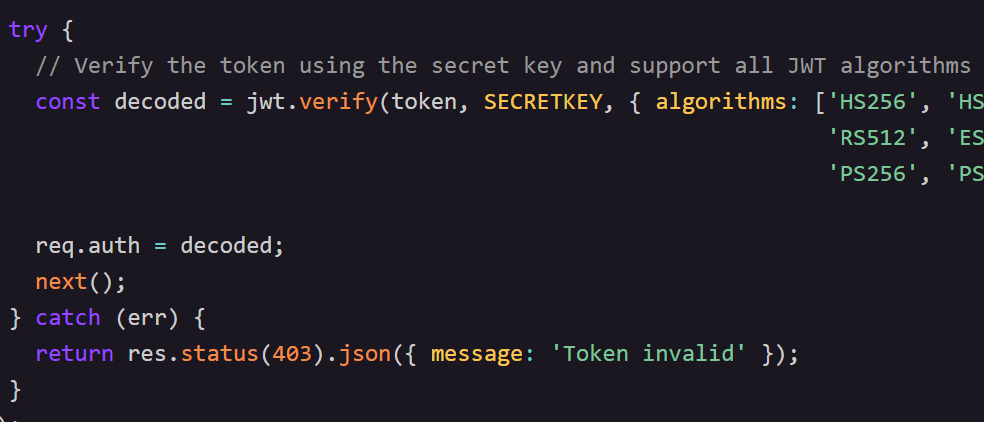 try {
// Verify the token using the secret key and support all JWT algorithms
const decoded = jwt.verify(token, SECRETKEY, { algorithms: ['HS256', 'HS
'RS512', 'ES
'PS256', 'PS
req.auth = decoded;
next();
} catch (err) {
return res.status(403).json({ message: 'Token invalid' });
}